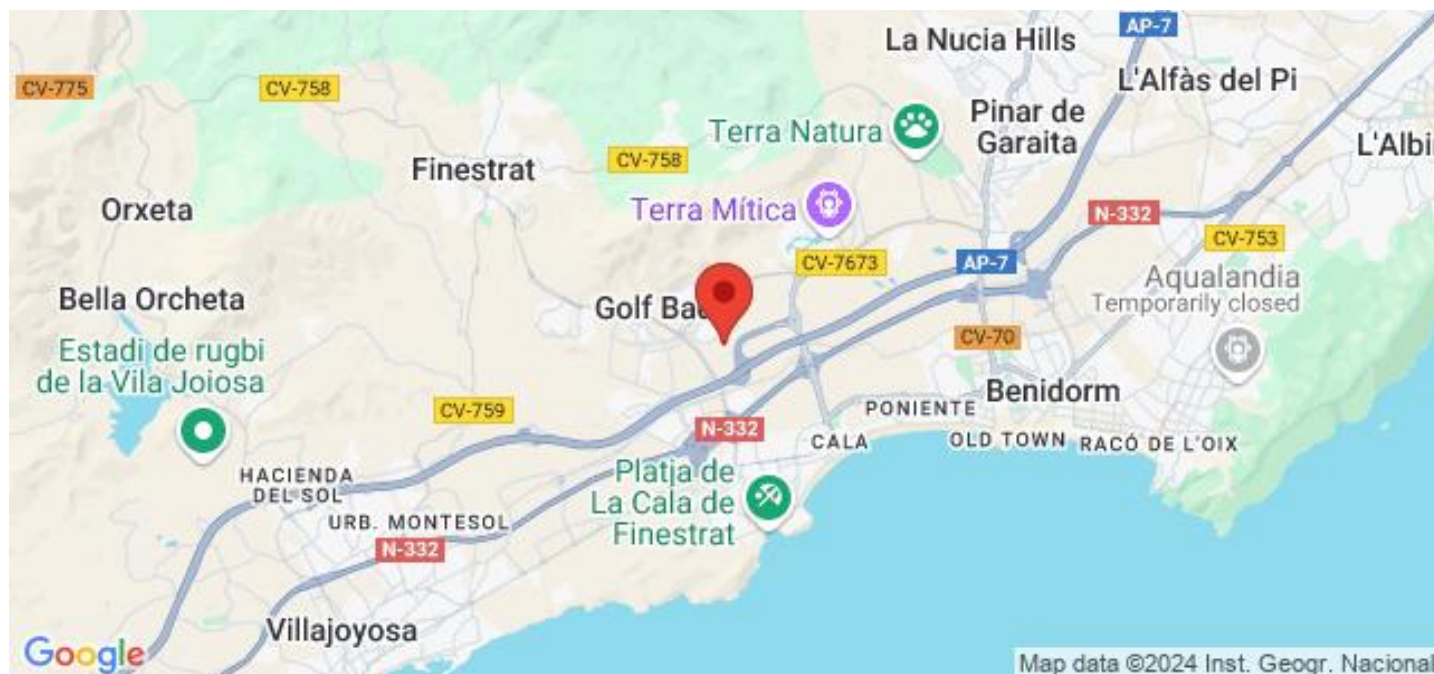 AP-7
La Nucia Hills
CV-775
CV-758
L'Alfàs del Pi
Terra Natura
Pinar de
Garaita
L'Albi
Finestrat
CV-758
Orxeta
Terra Mítica
N-332
CV-753
CV-7673
AP-7
Aqualandia
Temporarily closed
Bella Orcheta
Golf Ba
Estadi de rugbi
de la Vila Joiosa
CV-70
Benidorm
CV-759
PONIENTE
N-332
CALA
OLD TOWN
RACÓ DE L'OIX
HACIENDA
DEL SOL
Platja de
La Cala de
Finestrat
URB. MONTESOL
N-332
Villajoyosa
Google
Map data ©2024 Inst. Geogr. Nacional